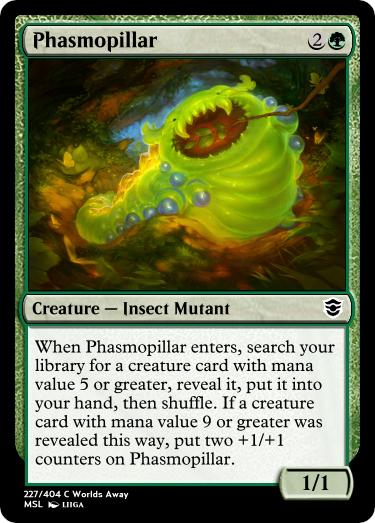 Phasmopillar 2
Creature — Insect Mutant
When Phasmopillar enters, search your
library for a creature card with mana
value 5 or greater, reveal it, put it into
your hand, then shuffle. If a creature
card with mana value 9 or greater was
revealed this way, put two +1/+1
counters on Phasmopillar.
1/1
227/404 C Worlds Away
MSL LIIGA